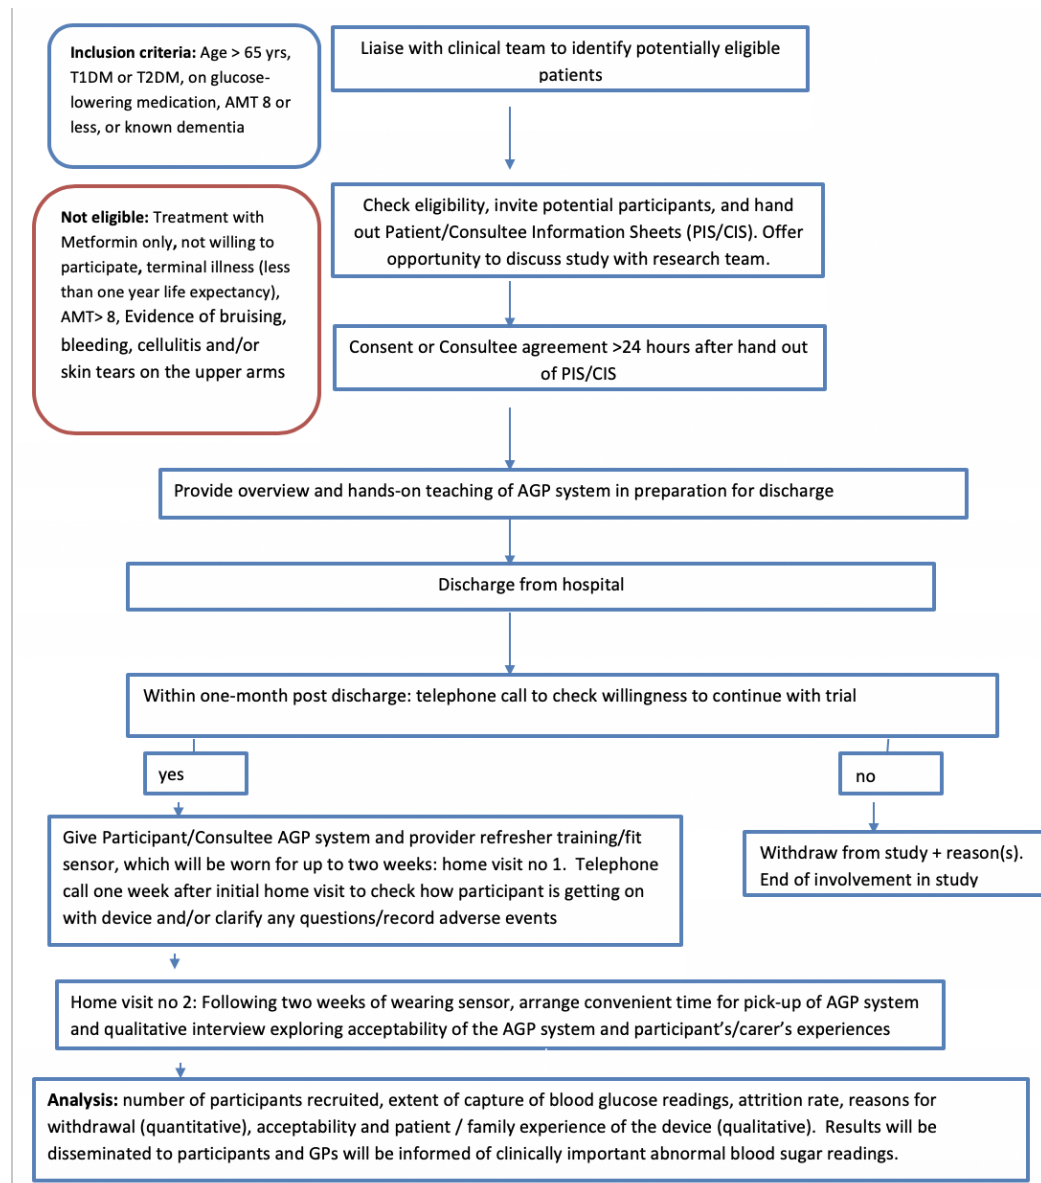 Inclusion criteria: Age > 65 yrs,
T1DM or T2DM, on glucose-
lowering medication, AMT 8 or
less, or known dementia
Liaise with clinical team to identify potentially eligible
patients
Not eligible: Treatment with
Metformin only, not willing to
participate, terminal illness (less
than one year life expectancy),
AMT> 8, Evidence of bruising,
bleeding, cellulitis and/or
skin tears on the upper arms
Check eligibility, invite potential participants, and hand
out Patient/Consultee Information Sheets (PIS/CIS). Offer
opportunity to discuss study with research team.
Consent or Consultee agreement >24 hours after hand out
of PIS/CIS
Provide overview and hands-on teaching of AGP system in preparation for discharge
Discharge from hospital
Within one-month post discharge: telephone call to check willingness to continue with trial
yes
no
Give Participant/Consultee AGP system and provider refresher training/fit
sensor, which will be worn for up to two weeks: home visit no 1. Telephone
call one week after initial home visit to check how participant is getting on
with device and/or clarify any questions/record adverse events
Withdraw from study + reason(s).
End of involvement in study
Home visit no 2: Following two weeks of wearing sensor, arrange convenient time for pick-up of AGP system
and qualitative interview exploring acceptability of the AGP system and participant's/carer's experiences
Analysis: number of participants recruited, extent of capture of blood glucose readings, attrition rate, reasons for
withdrawal (quantitative), acceptability and patient / family experience of the device (qualitative). Results will be
disseminated to participants and GPs will be informed of clinically important abnormal blood sugar readings.